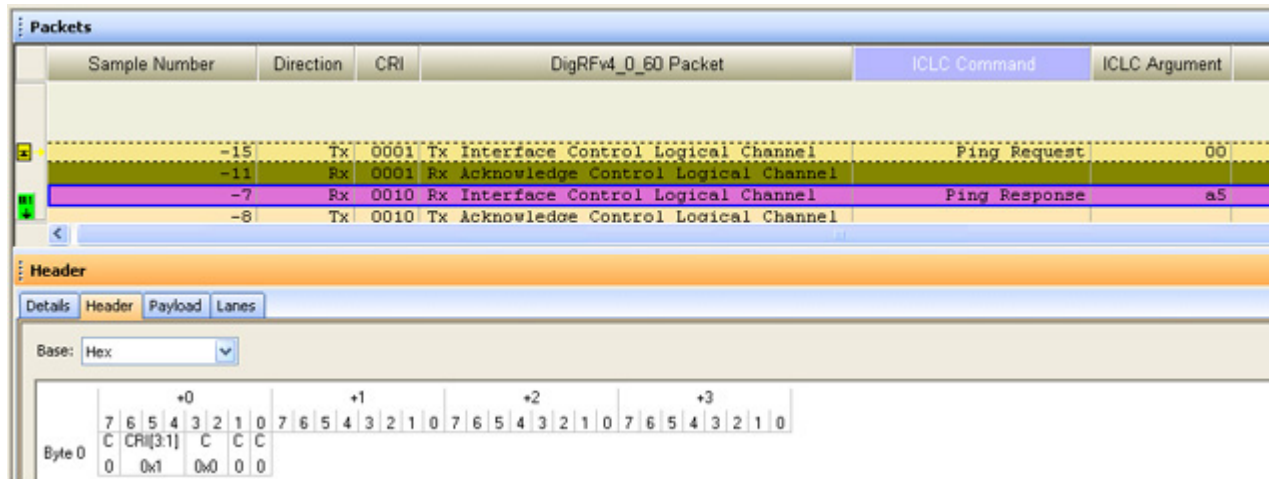 Packets
Sample Number Direction CRI DigRFv4_0_60 Packet ICLC Command ICLC Argument
-15 Tx 0001 Tx Interface Control Logical Channel Ping Request 00
-11 Rx 0001 Rx Acknowledge Control Logical Channel
-7 Rx 0010 Rx Interface Control Logical Channel Ping Response a5
-8 Tx 0010 Tx Acknowledge Control Logical Channel
Header
Details Header Payload Lanes
Base: Hex
+0 +1 +2 +3
7 6 5 4 3 2 1 0 7 6 5 4 3 2 1 0 7 6 5 4 3 2 1 0 7 6 5 4 3 2 1 0
Byte 0 C CRI[3:1] C C C
0 0x1 0x0 0 0